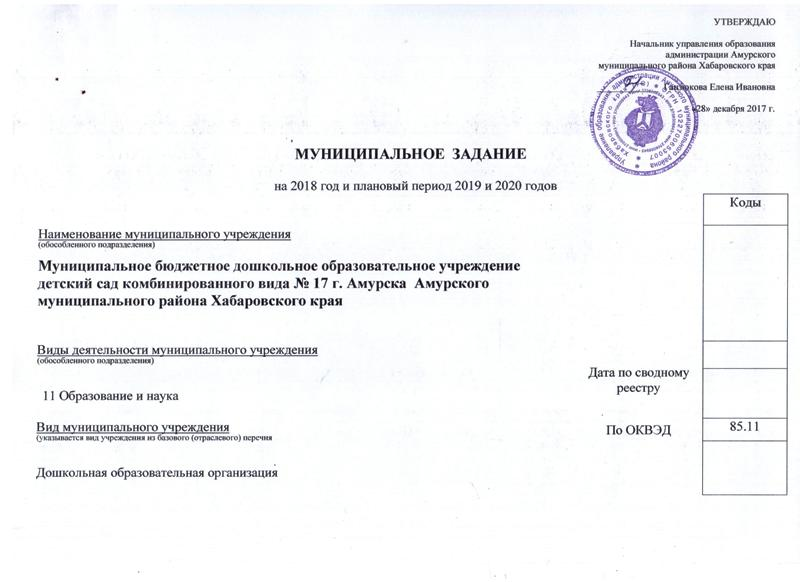 УТВЕРЖДАЮ
Начальник управления образования
администрации Амурского
муниципального района Хабаровского края
Елена Ивановна
«28» декабря 2017 г.
МУНИЦИПАЛЬНОЕ ЗАДАНИЕ
на 2018 год и плановый период 2019 и 2020 годов
Коды
Наименование муниципального учреждения
(обособленного подразделения)
Муниципальное бюджетное дошкольное образовательное учреждение
детский сад комбинированного вида № 17 г. Амурска Амурского
муниципального района Хабаровского края
Виды деятельности муниципального учреждения
(обособленного подразделения)
Дата по сводному
реестру
11 Образование и наука
Вид муниципального учреждения
(указывается вид учреждения из базового (отраслевого) перечня
По ОКВЭД
85.11
Дошкольная образовательная организация